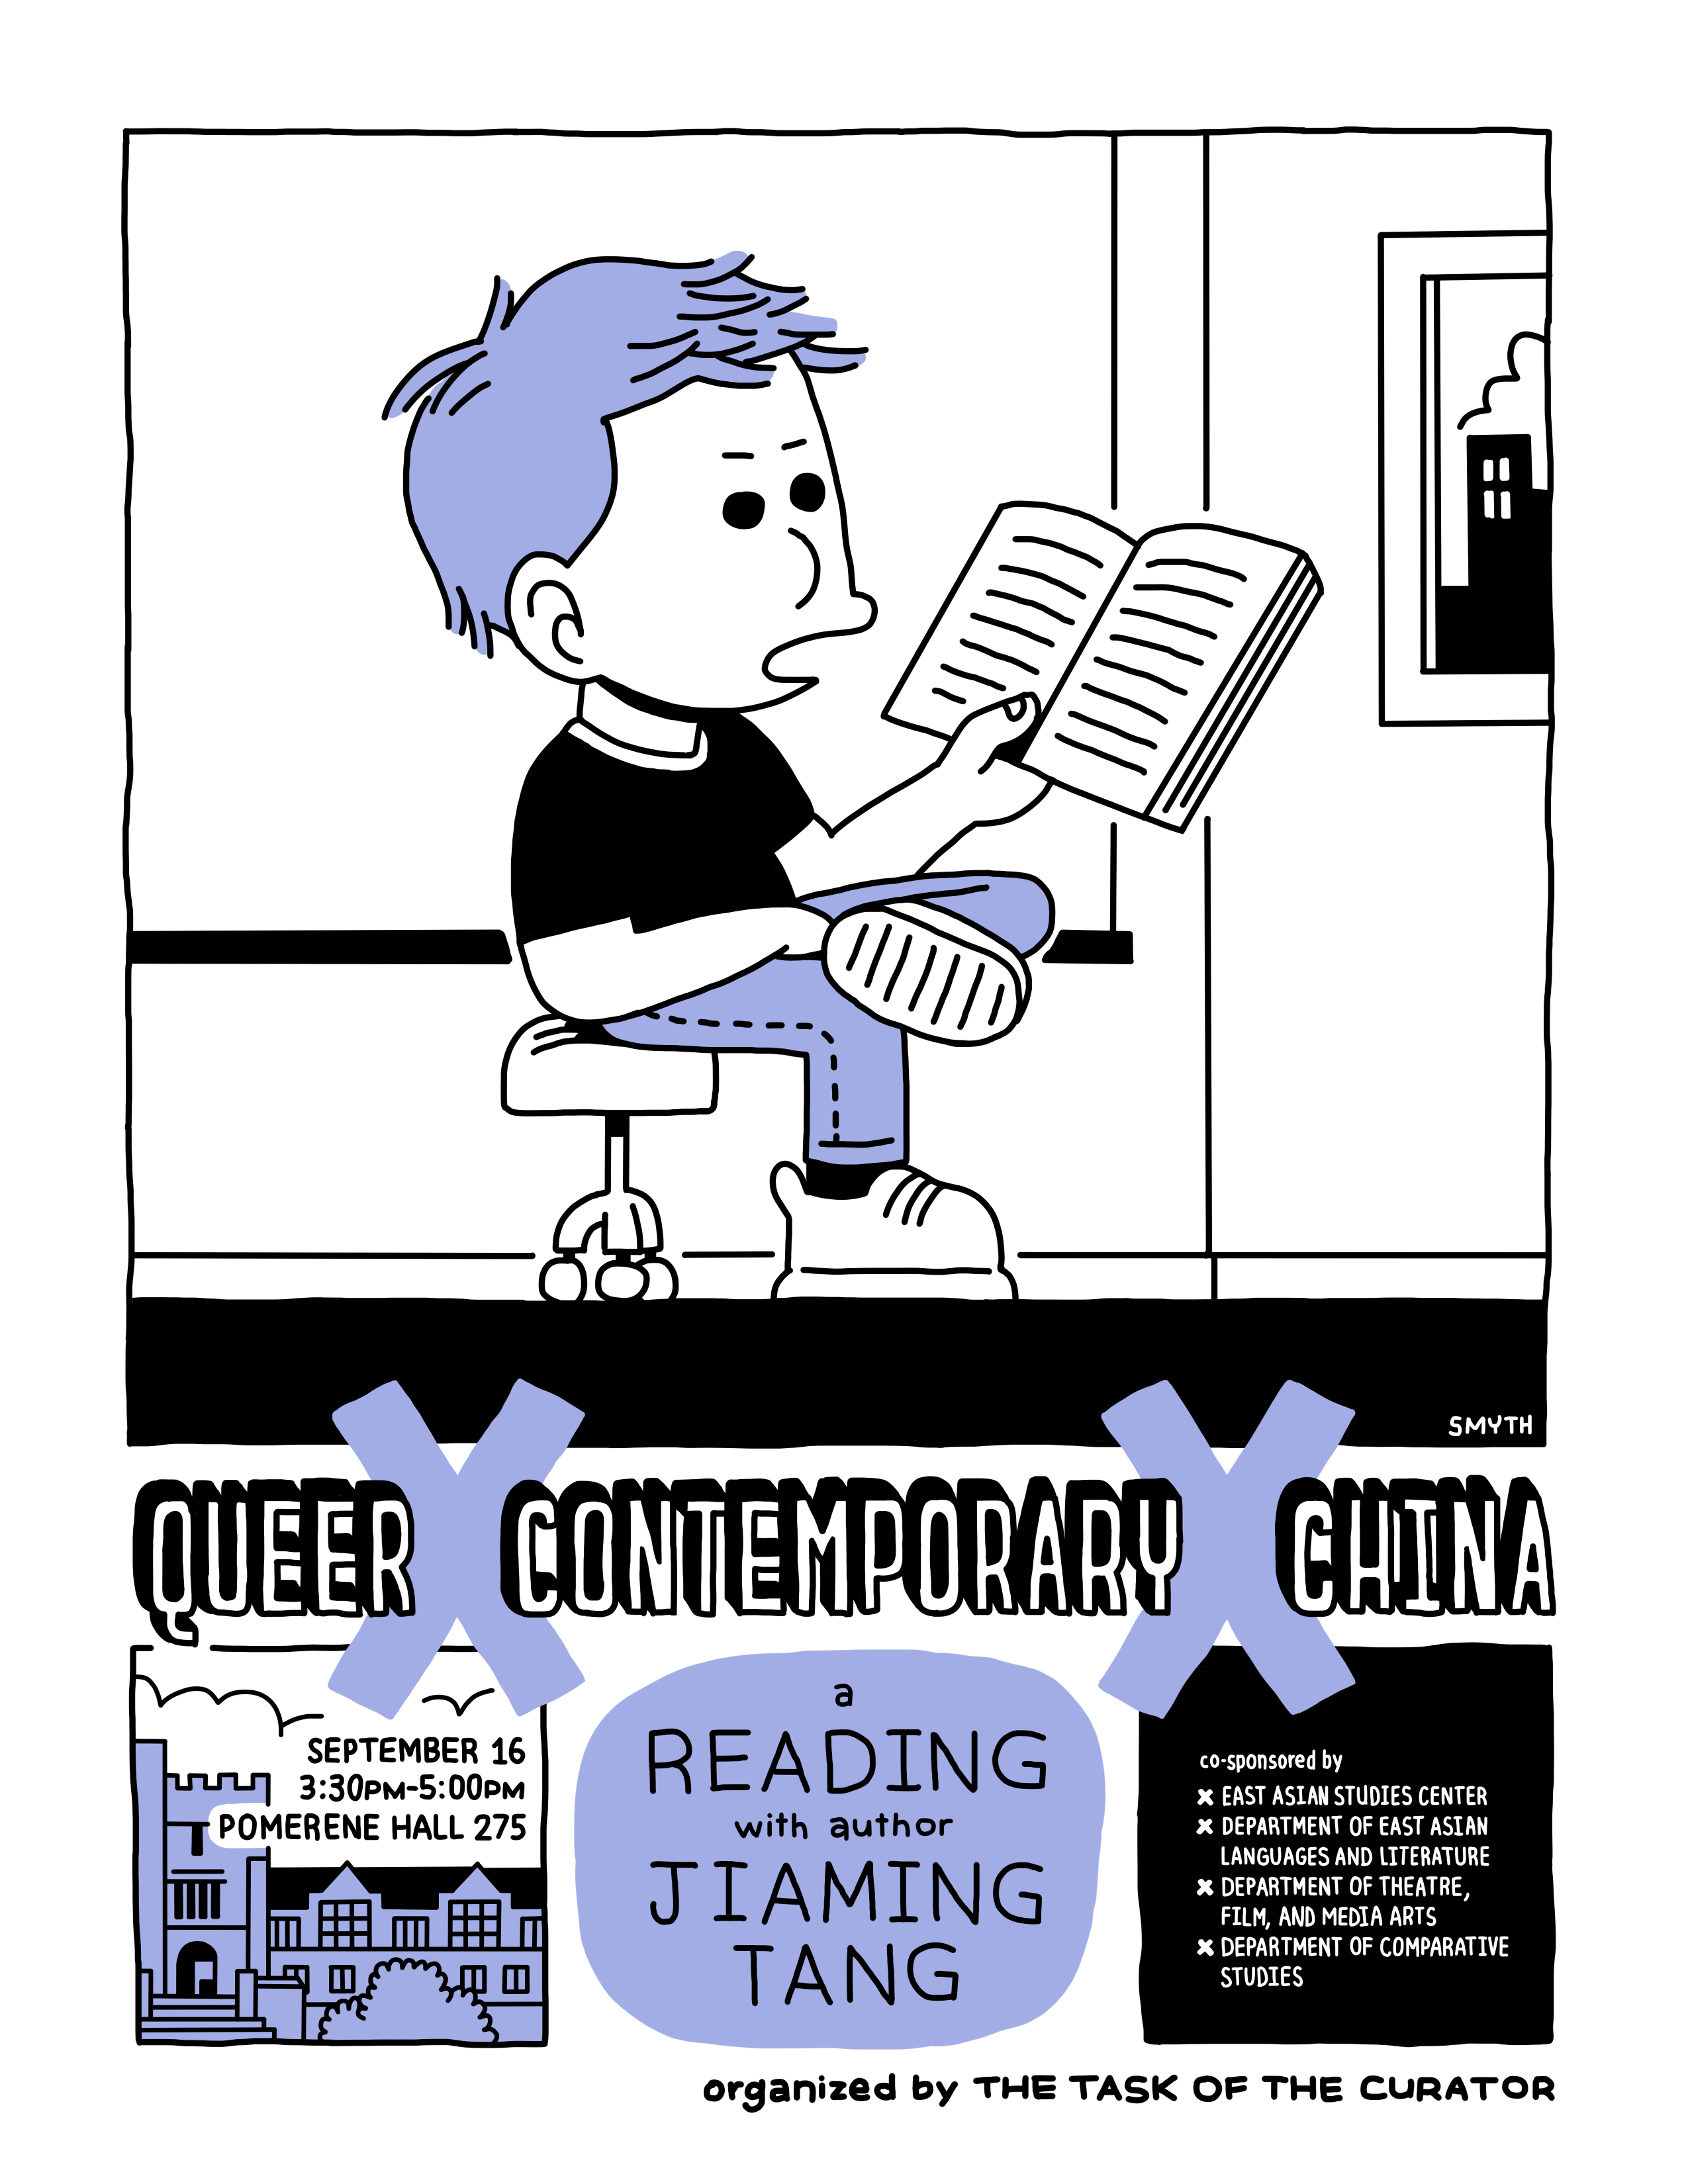 SMYTH
QUEER X CONTEMPORARY X CHINA
SEPTEMBER 16
3:30PM-5:00PM
POMERENE HALL 275
a
READING
with author
JIAMING
TANG
co-sponsored by
x EAST ASIAN STUDIES CENTER
x DEPARTMENT OF EAST ASIAN
LANGUAGES AND LITERATURE
x DEPARTMENT OF THEATRE,
FILM, AND MEDIA ARTS
x DEPARTMENT OF COMPARATIVE
STUDIES
organized by THE TASK OF THE CURATOR